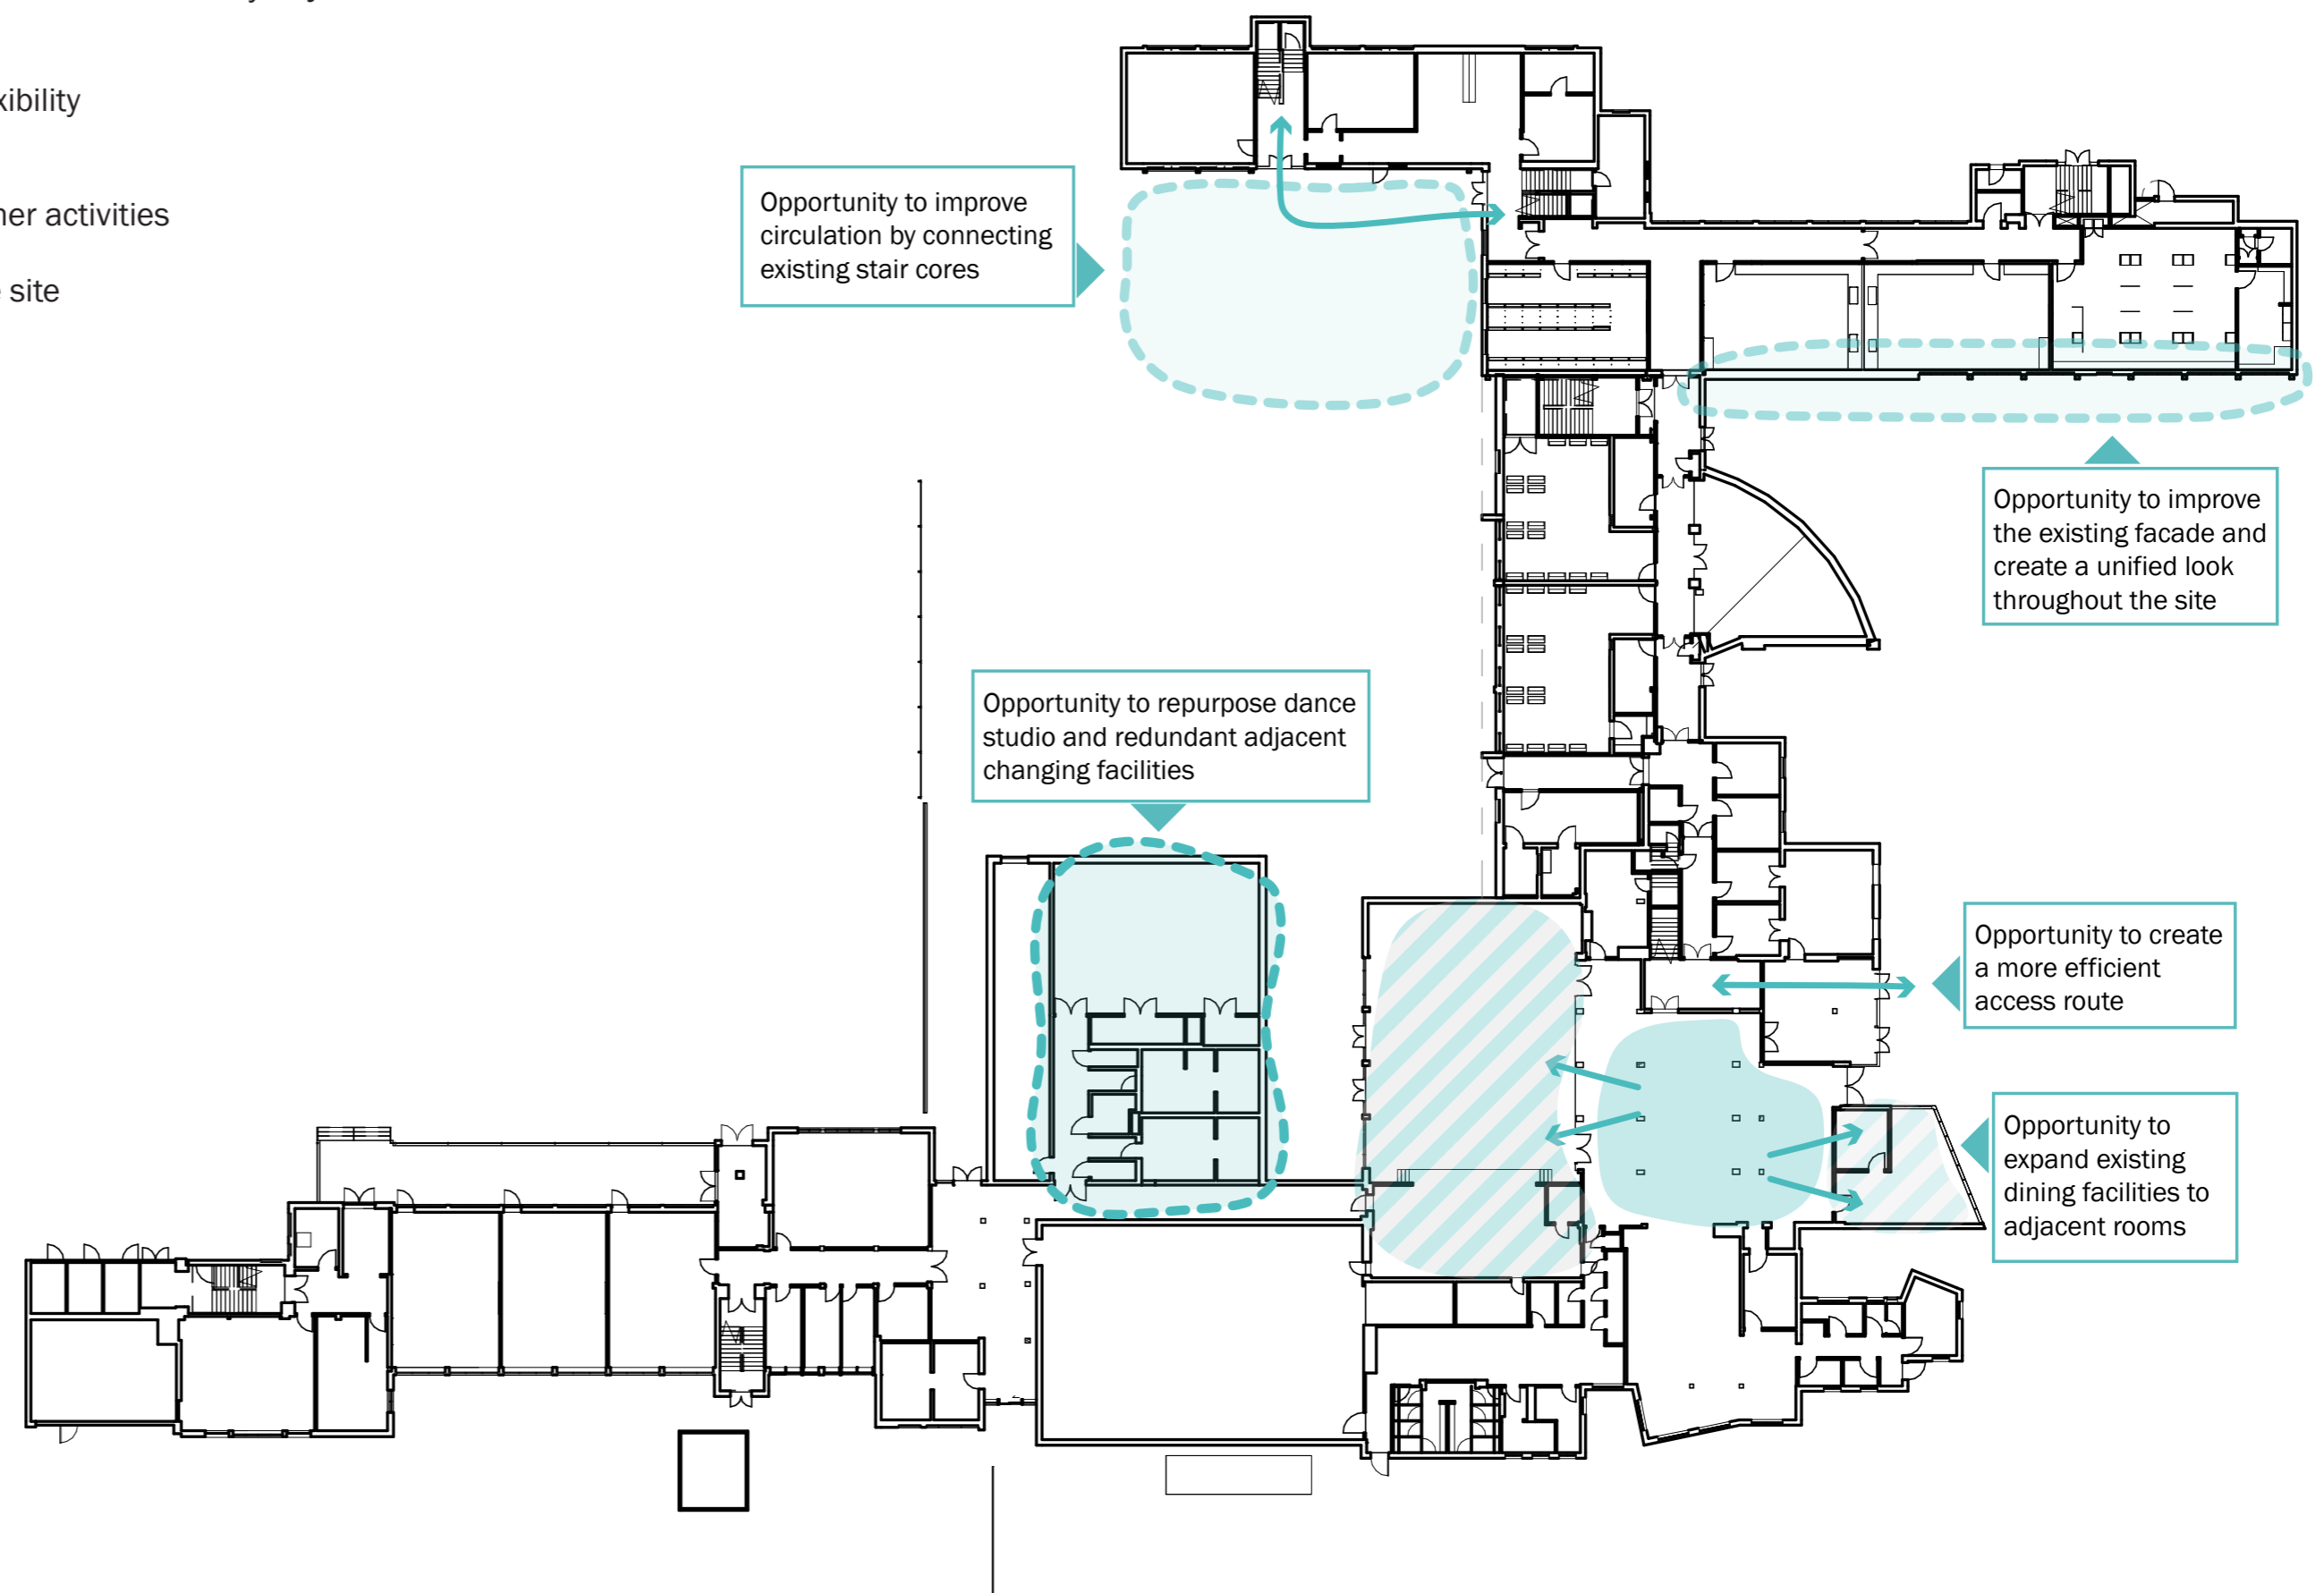 xibility
ner activities
site
Opportunity to improve
circulation by connecting
existing stair cores
Opportunity to improve
the existing facade and
create a unified look
throughout the site
Opportunity to repurpose dance
studio and redundant adjacent
changing facilities
Opportunity to create
a more efficient
access route
Opportunity to
expand existing
dining facilities to
adjacent rooms